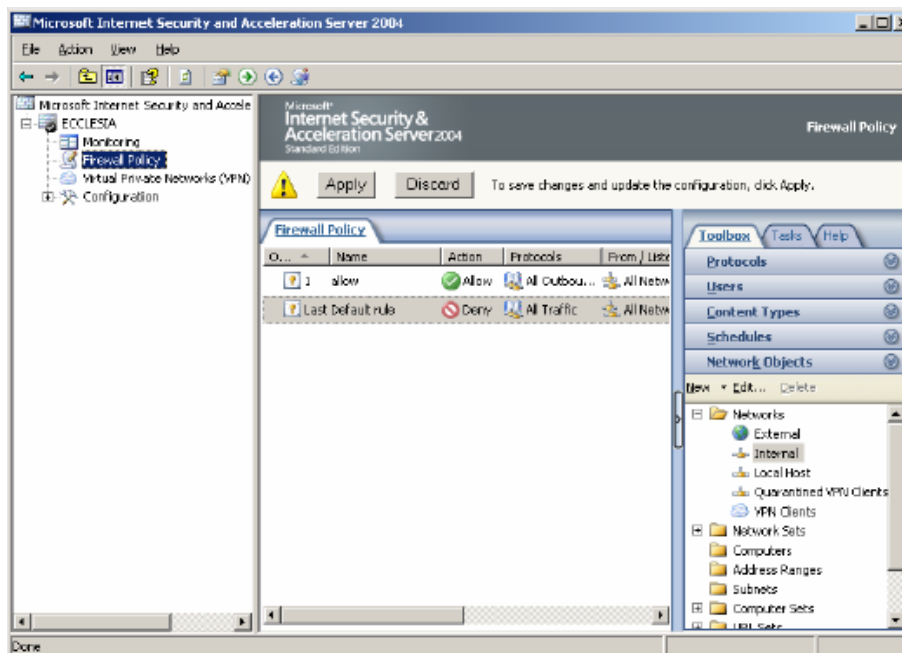 Microsoft Internet Security and Acceleration Server 2004
File Action View Help
Microsoft Internet Security and Accele
ECCLESIA
Monitoring
Firewall Policy
Virtual Private Networks (VPN)
Configuration
Microsoft
Internet Security &
Acceleration Server 2004
Standard Edition
Firewall Policy
Apply Discard To save changes and update the configuration, click Apply.
Firewall Policy
O... Name Action Protocols From / Liste
1 allow Allow All Outbou... All Netw
Last Default rule Deny All Traffic All Netw
Toolbox Tasks Help
Protocols
Users
Content Types
Schedules
Network Objects
New Edit... Delete
Networks
External
Internal
Local Host
Quarantined VPN Clients
VPN Clients
Network Sets
Computers
Address Ranges
Subnets
Computer Sets
URL Sets
Done